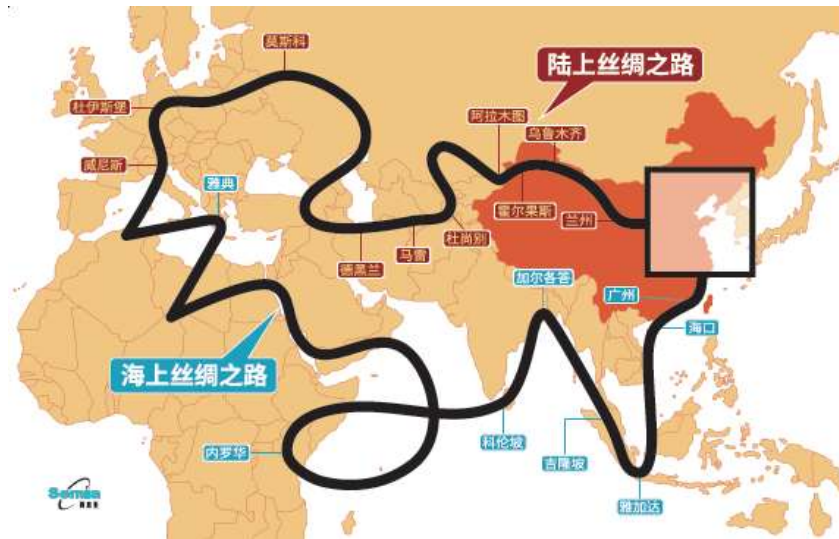 莫斯科
陆上丝绸之路
杜伊斯堡
阿拉木图
乌鲁木齐
威尼斯
雅典
霍尔果斯
兰州
杜尚别
马雷
德黑兰
加尔各答
广州
海口
海上丝绸之路
内罗华
科伦坡
吉隆坡
雅加达